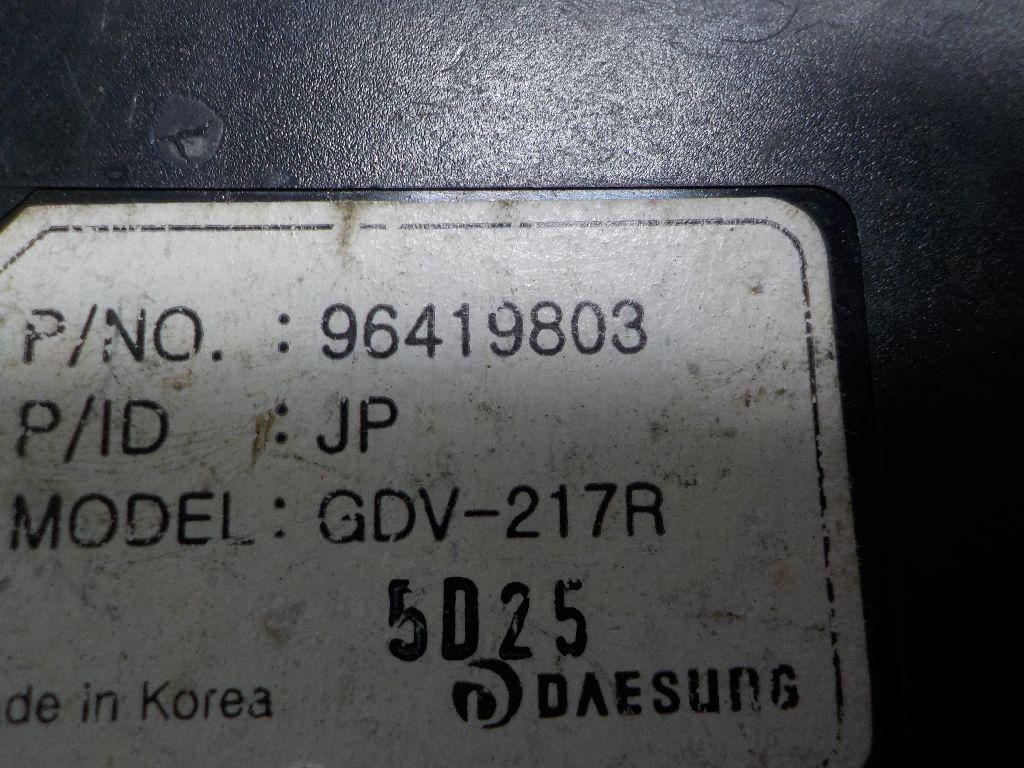 P/NO. : 96419803
P/ID : JP
MODEL : GDV-217R
5D25
de in Korea
DAESUNG